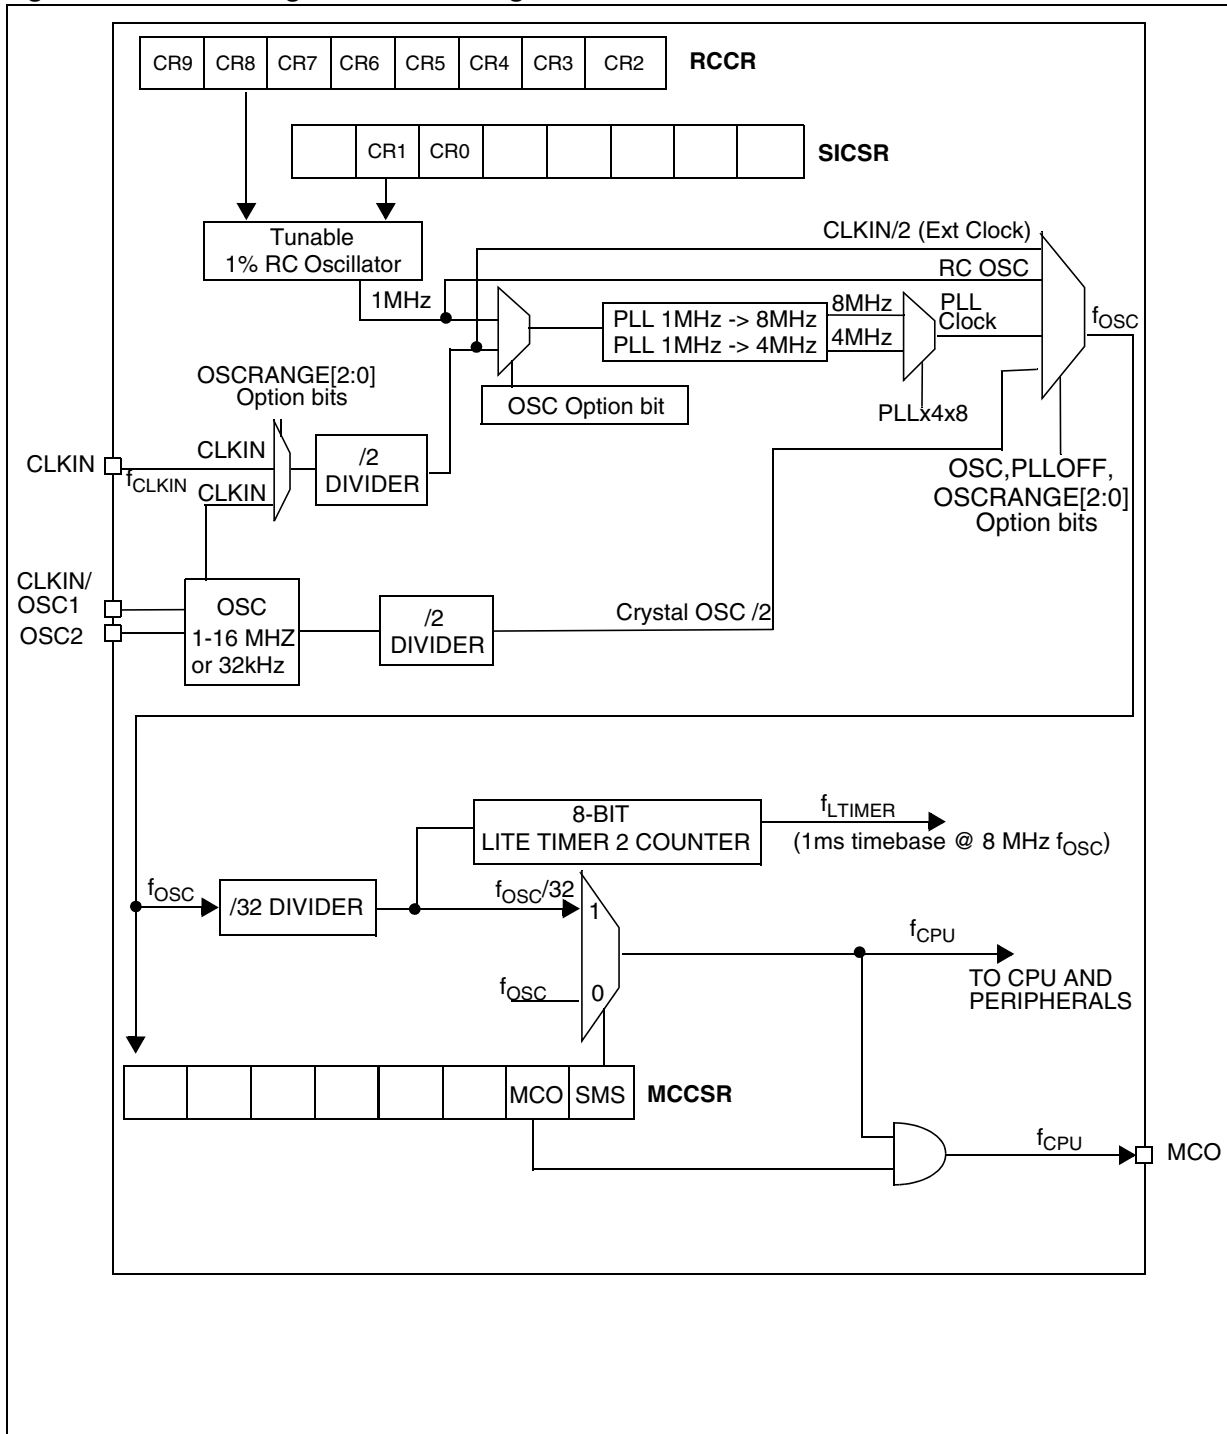 CR9 CR8 CR7 CR6 CR5 CR4 CR3 CR2 RCCR
CR1 CR0 SICSR
Tunable
1% RC Oscillator
CLKIN/2 (Ext Clock)
RC OSC
1MHz
PLL 1MHz -> 8MHz
PLL 1MHz -> 4MHz
8MHz
4MHz
PLL
Clock
fOSC
OSC Option bit
PLLx4x8
OSCRANGE[2:0]
Option bits
CLKIN
fCLKIN
CLKIN
CLKIN
/2
DIVIDER
OSC,PLLOFF,
OSCRANGE[2:0]
Option bits
CLKIN/
OSC1
OSC2
OSC
1-16 MHZ
or 32kHz
/2
DIVIDER
Crystal OSC /2
8-BIT
LITE TIMER 2 COUNTER
fLTIMER
(1ms timebase @ 8 MHz fOSC)
fOSC
/32 DIVIDER
fOSC/32
1
fOSC
0
fCPU
TO CPU AND
PERIPHERALS
MCO SMS MCCSR
fCPU
MCO